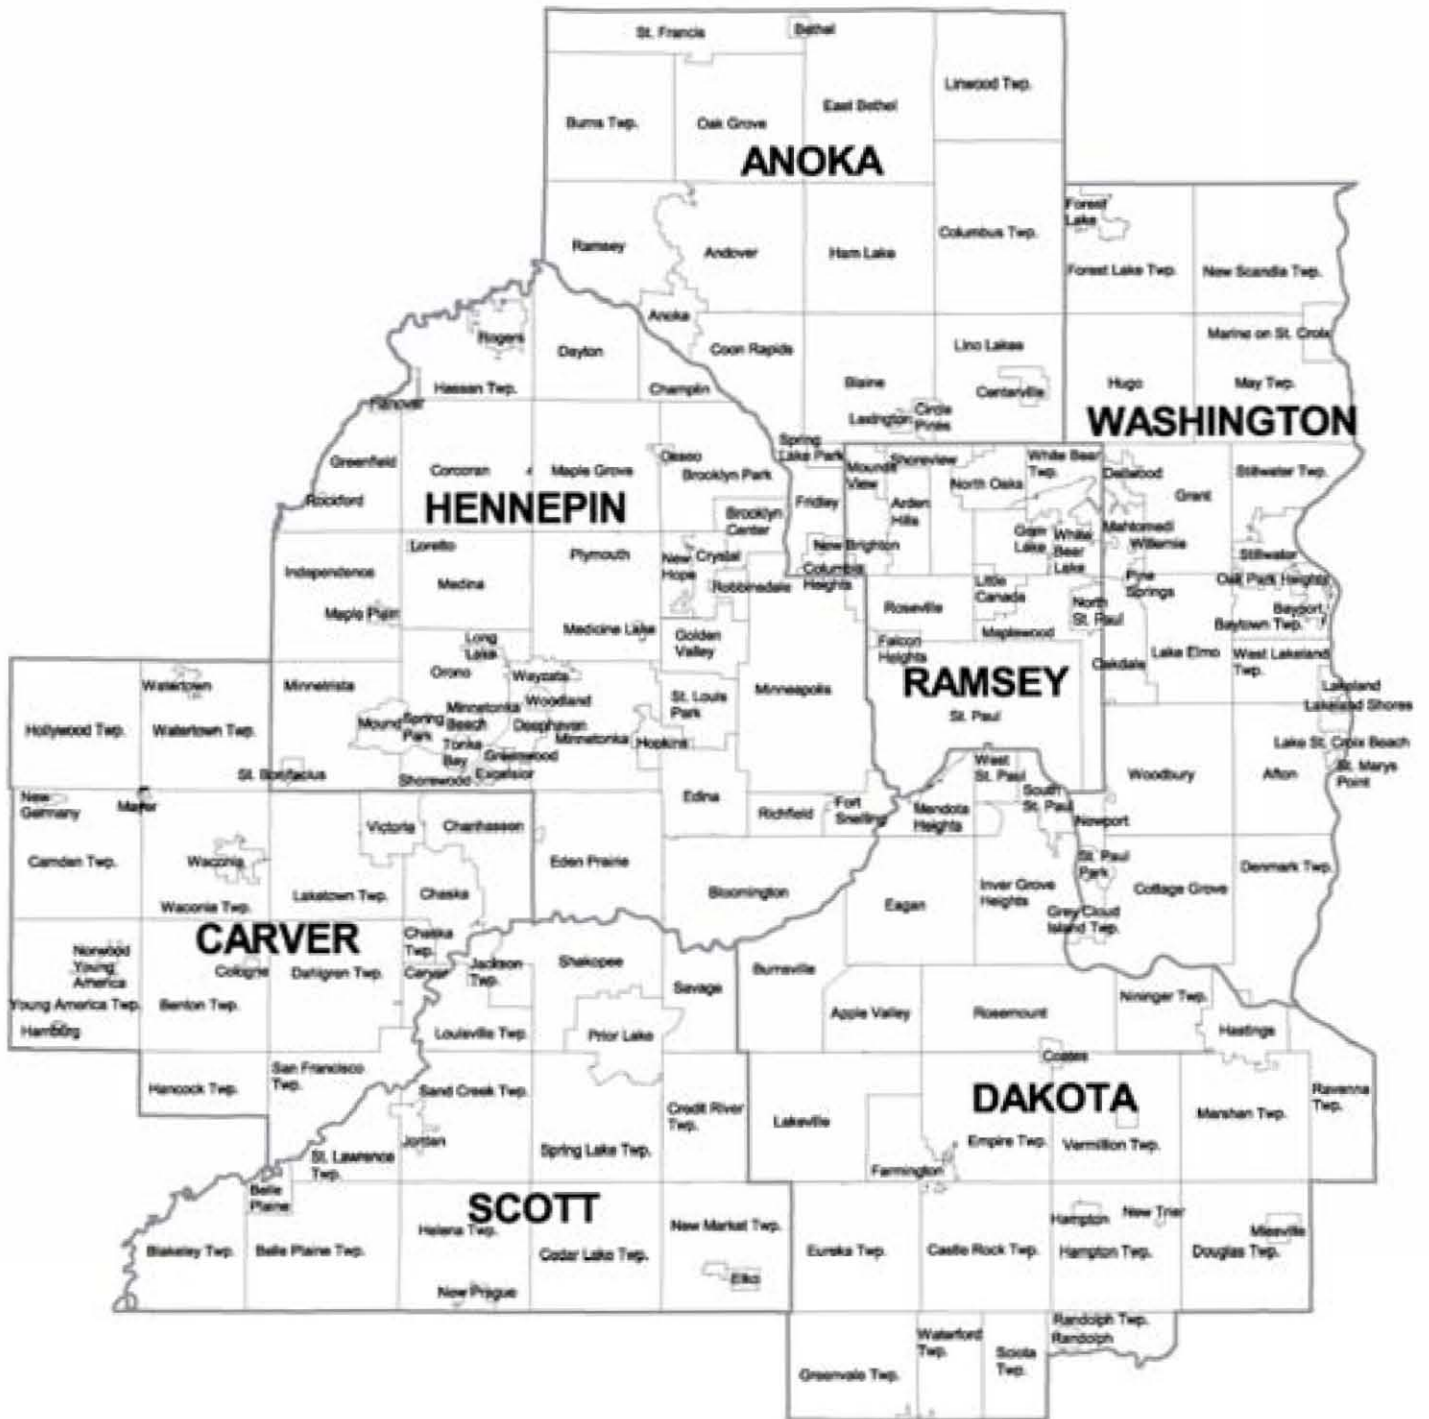 St. Francis
Bethel
Linwood Twp.
Burns Twp.
Oak Grove
East Bethel
ANOKA
Ramsey
Andover
Ham Lake
Columbus Twp.
Forest
Lake
Forest Lake Twp.
New Scandia Twp.
Anoka
Rogers
Dayton
Coon Rapids
Lino Lakes
Marine on St. Croix
Hassan Twp.
Champlin
Blaine
Centerville
Hugo
May Twp.
Hanover
Lexington
Circle
Pines
WASHINGTON
Greenfield
Corcoran
Maple Grove
Osseo
Brooklyn Park
Spring
Lake Park
Mounds
View
Shoreview
North Oaks
White Bear
Twp.
Dellwood
Grant
Stillwater Twp.
Rockford
HENNEPIN
Brooklyn
Center
Fridley
Arden
Hills
Loretto
Plymouth
New
Hope
Crystal
New Brighton
Gem
Lake
White
Bear
Lake
Mahtomedi
Willernie
Stillwater
Independence
Medina
Robbinsdale
Columbia
Heights
Little
Canada
Pine
Springs
Oak Park Heights
Maple Plain
Medicine Lake
Golden
Valley
Roseville
Maplewood
North
St. Paul
Bayport
Baytown Twp.
Long
Lake
Falcon
Heights
Oakdale
Lake Elmo
West Lakeland
Twp.
Watertown
Minnetrista
Orono
Wayzata
Woodland
St. Louis
Park
Minneapolis
RAMSEY
St. Paul
Lakeland
Lakeland Shores
Hollywood Twp.
Watertown Twp.
Mound
Spring
Park
Minnetonka
Beach
Deephaven
Minnetonka
Hopkins
Tonka
Bay
Greenwood
Lake St. Croix Beach
St. Bonifacius
Shorewood
Excelsior
West
St. Paul
Woodbury
Afton
St. Marys
Point
New
Germany
Mayer
Victoria
Chanhassen
Edina
Richfield
Fort
Snelling
Mendota
Heights
South
St. Paul
Newport
Camden Twp.
Waconia
Laketown Twp.
Chaska
Eden Prairie
Bloomington
Eagan
Inver Grove
Heights
St. Paul
Park
Cottage Grove
Denmark Twp.
Waconia Twp.
CARVER
Grey Cloud
Island Twp.
Norwood
Young
America
Cologne
Dahlgren Twp.
Chaska
Twp.
Carver
Jackson
Twp.
Shakopee
Savage
Burnsville
Young America Twp.
Benton Twp.
Hamburg
Louisville Twp.
Prior Lake
Apple Valley
Rosemount
Nininger Twp.
Hastings
Hancock Twp.
San Francisco
Twp.
Sand Creek Twp.
Credit River
Twp.
Lakeville
Coates
DAKOTA
Marshan Twp.
Ravenna
Twp.
St. Lawrence
Twp.
Jordan
Spring Lake Twp.
Farmington
Empire Twp.
Vermillion Twp.
Belle
Plaine
SCOTT
Helena Twp.
New Market Twp.
Hampton
New Trier
Miesville
Blakeley Twp.
Belle Plaine Twp.
Cedar Lake Twp.
Eureka Twp.
Castle Rock Twp.
Hampton Twp.
Douglas Twp.
New Prague
Elko
Greenvale Twp.
Waterford
Twp.
Sciota
Twp.
Randolph Twp.
Randolph